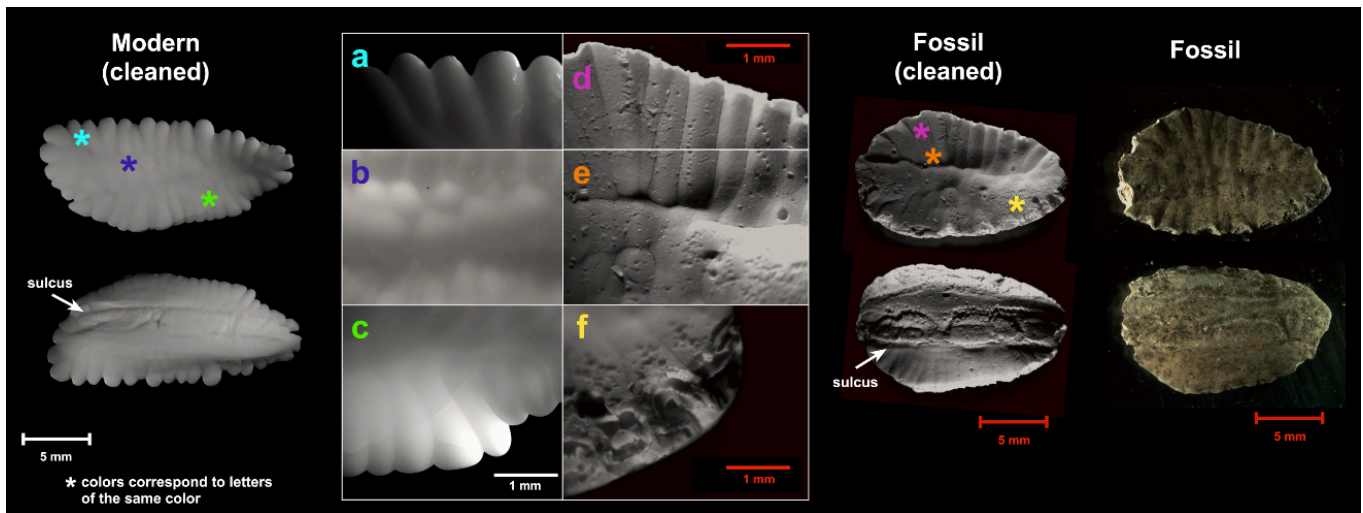 Modern
(cleaned)
sulcus
5 mm
* colors correspond to letters
of the same color
a
b
c
1 mm
d
1 mm
e
f
1 mm
Fossil
(cleaned)
sulcus
5 mm
Fossil
5 mm